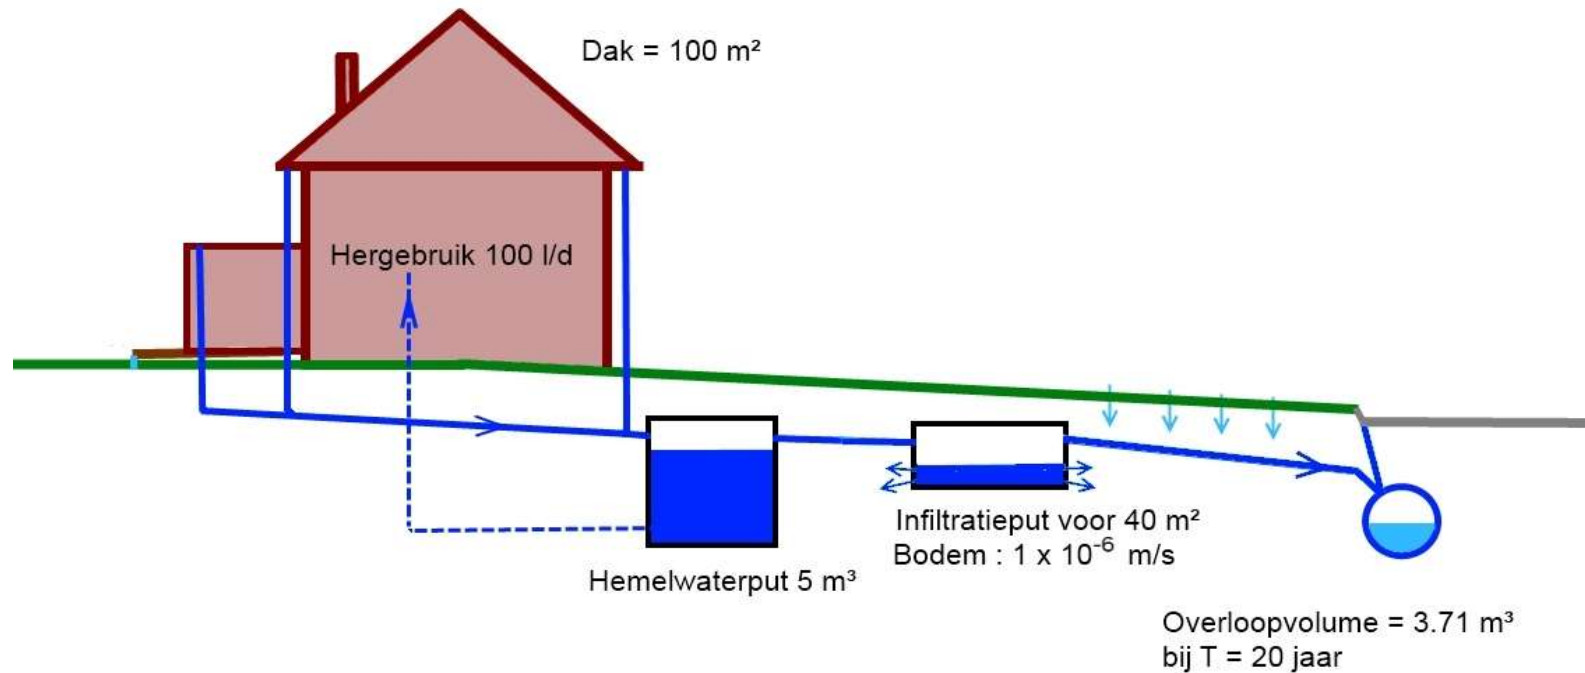 Dak = 100 m²
Hergebruik 100 l/d
Infiltratieput voor 40 m²
Bodem : 1 x 10⁻⁶ m/s
Hemelwaterput 5 m³
Overloopvolume = 3.71 m³
bij T = 20 jaar